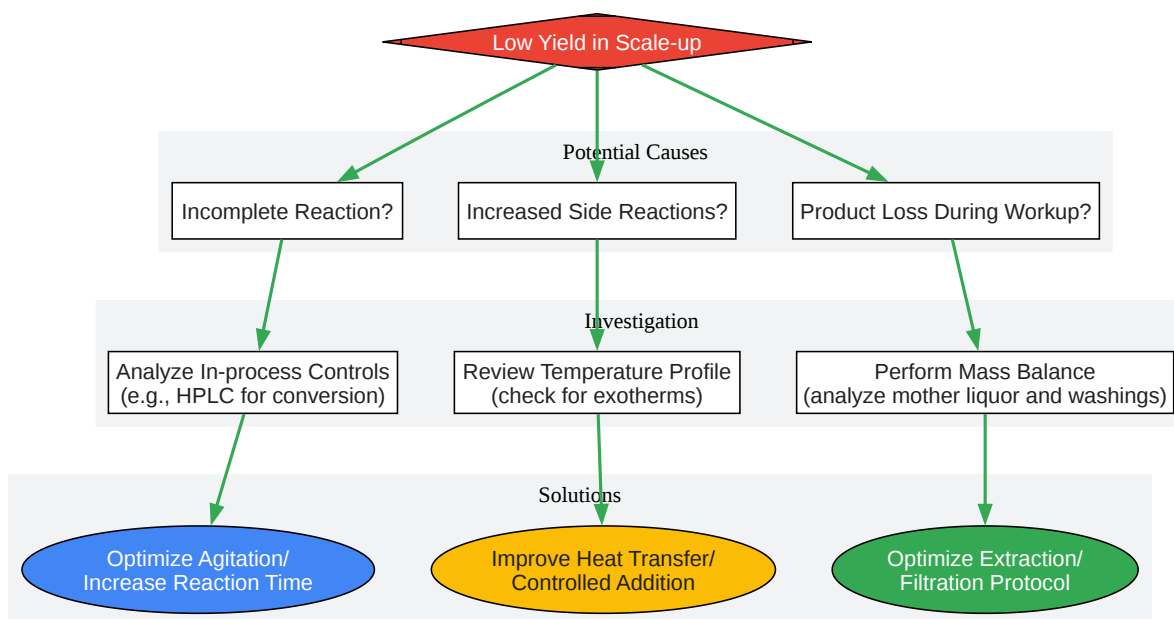 Low Yield in Scale-up
Potential Causes
Incomplete Reaction?
Increased Side Reactions?
Product Loss During Workup?
Investigation
Analyze In-process Controls
(e.g., HPLC for conversion)
Review Temperature Profile
(check for exotherms)
Perform Mass Balance
(analyze mother liquor and washings)
Solutions
Optimize Agitation/
Increase Reaction Time
Improve Heat Transfer/
Controlled Addition
Optimize Extraction/
Filtration Protocol